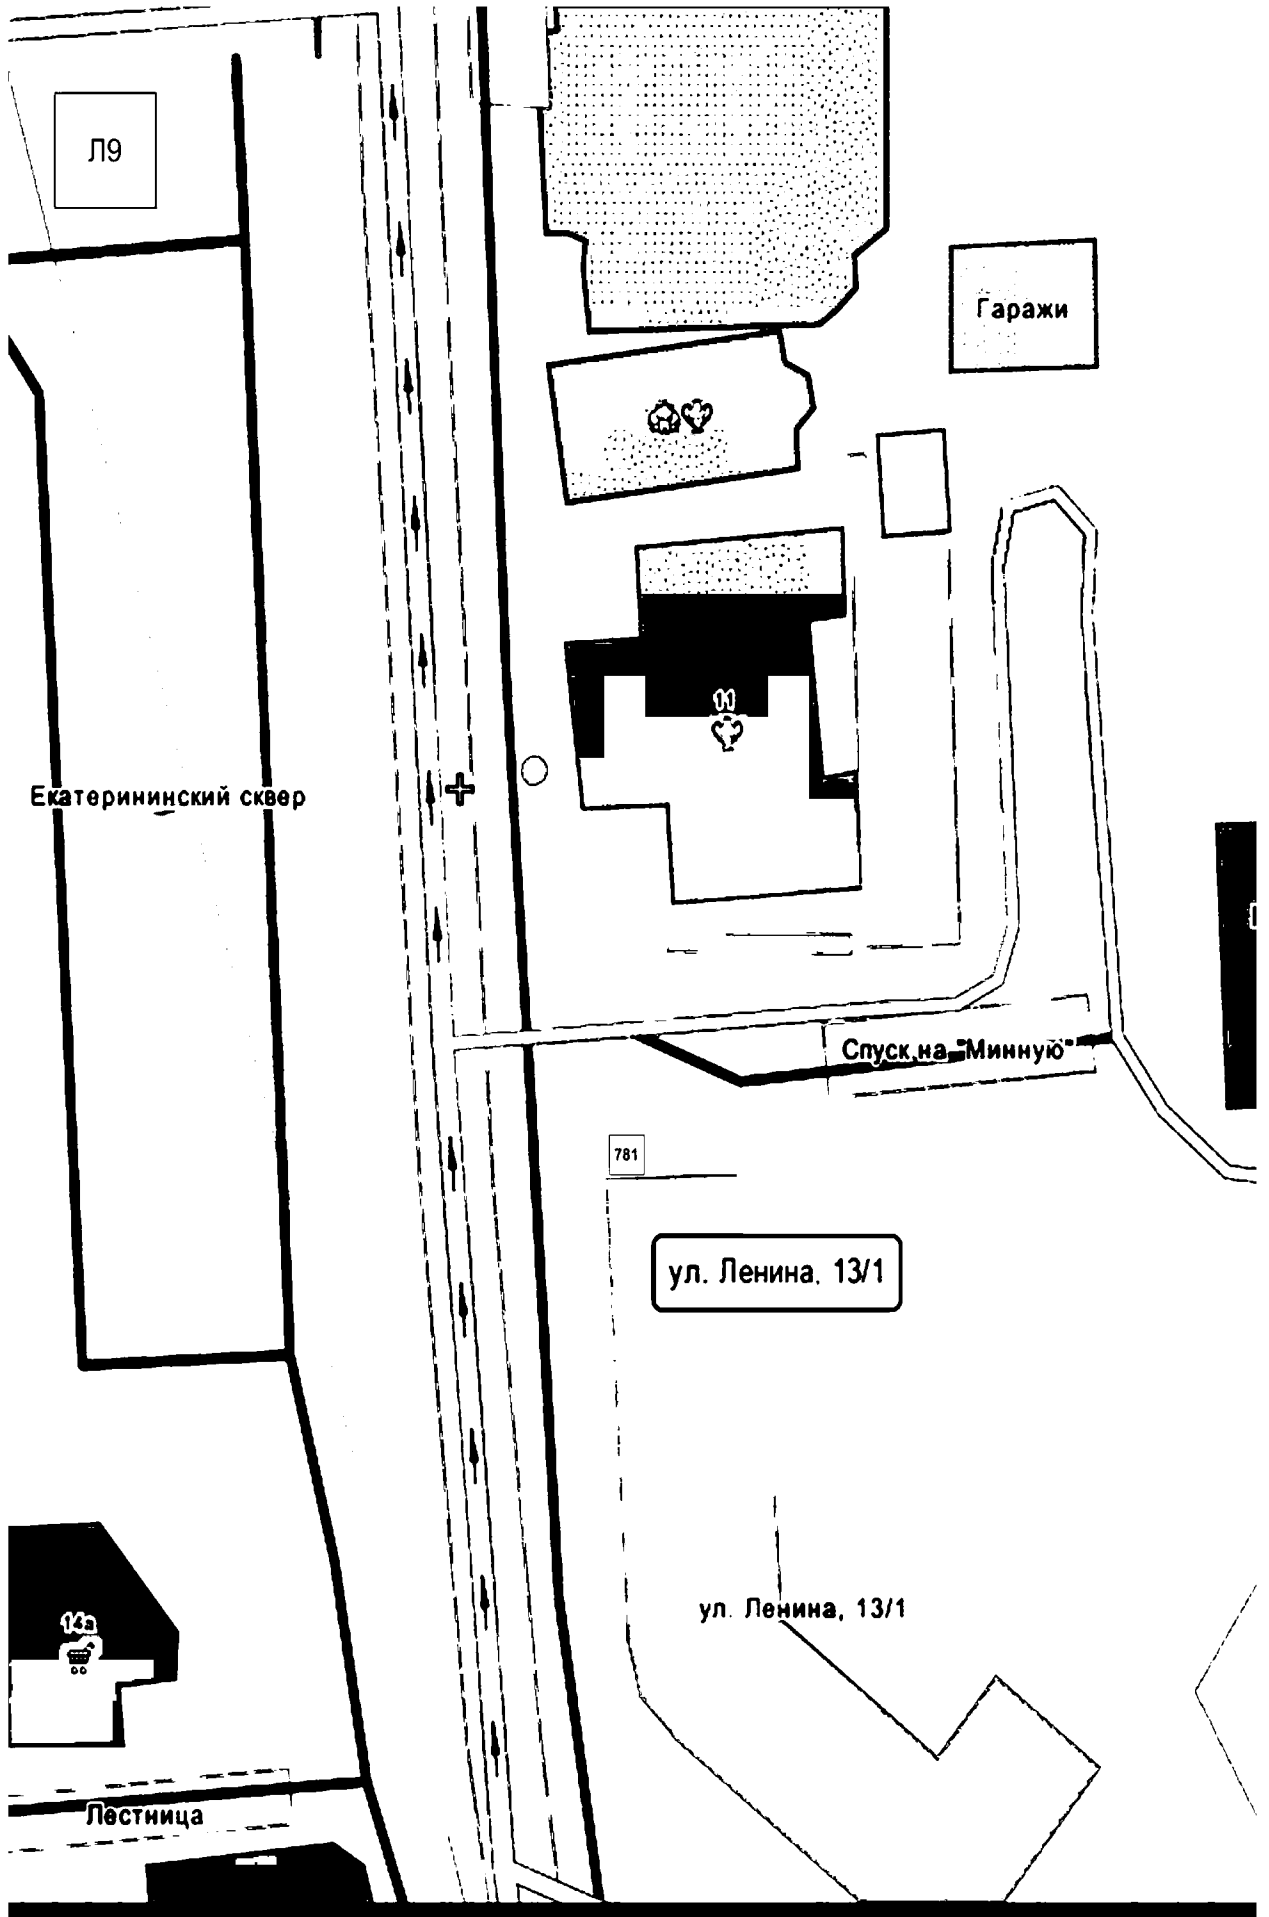 Л9
Гаражи
11
Екатерининский сквер
Спуск на "Минную"
781
ул. Ленина, 13/1
ул. Ленина, 13/1
14а
Лестница